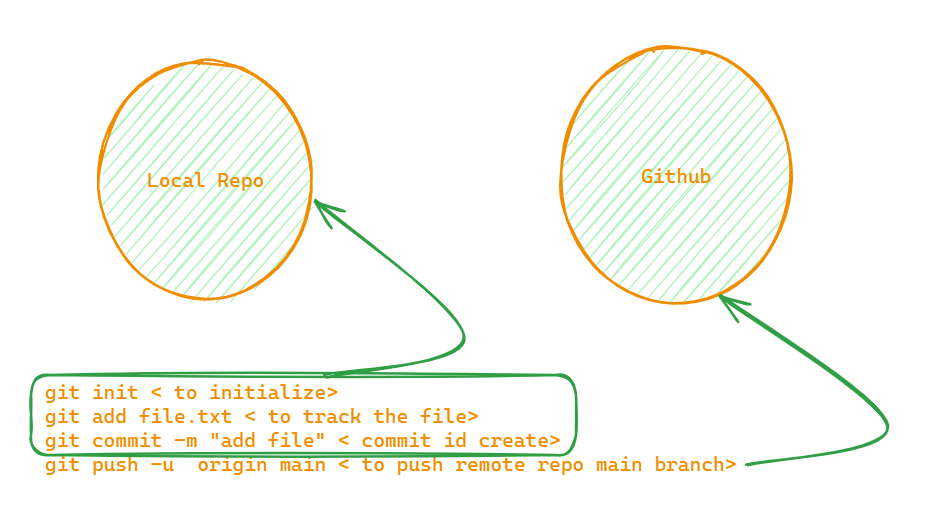 Local Repo
Github
git init < to initialize>
git add file.txt < to track the file>
git commit -m "add file" < commit id create>
git push -u  origin main < to push remote repo main branch>